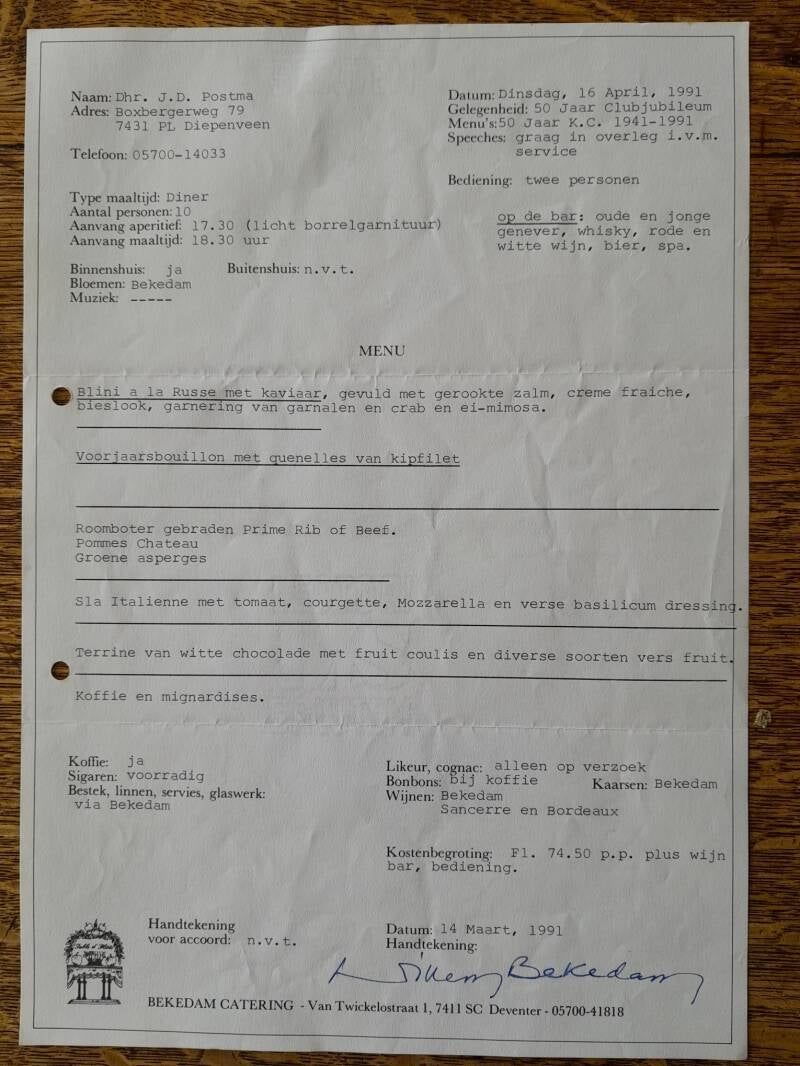 Naam: Dhr. J.D. Postma
Adres: Boxbergerweg 79
7431 PL Diepenveen
Telefoon: 05700-14033
Datum: Dinsdag, 16 April, 1991
Gelegenheid: 50 Jaar Clubjubileum
Menu's: 50 Jaar K.C. 1941-1991
Speeches: graag in overleg i.v.m.
service
Bediening: twee personen
Type maaltijd: Diner
Aantal personen: 10
Aanvang aperitief: 17.30 (licht borrelgarnituur)
Aanvang maaltijd: 18.30 uur
op de bar: oude en jonge
genever, whisky, rode en
witte wijn, bier, spa.
Binnenshuis: ja Buitenshuis: n.v.t.
Bloemen: Bekedam
Muziek: -----
MENU
Blini a la Russe met kaviaar, gevuld met gerookte zalm, creme fraiche,
bieslook, garnering van garnalen en crab en ei-mimosa.
Voorjaarsbouillon met quenelles van kipfilet
Roomboter gebraden Prime Rib of Beef.
Pommes Chateau
Groene asperges
Sla Italienne met tomaat, courgette, Mozzarella en verse basilicum dressing.
Terrine van witte chocolade met fruit coulis en diverse soorten vers fruit.
Koffie en mignardises.
Koffie: ja
Sigaren: voorradig
Bestek, linnen, servies, glaswerk:
via Bekedam
Likeur, cognac: alleen op verzoek
Bonbons: bij koffie Kaarsen: Bekedam
Wijnen: Bekedam
Sancerre en Bordeaux
Kostenbegroting: Fl. 74.50 p.p. plus wijn
bar, bediening.
Handtekening
voor accoord: n.v.t.
Datum: 14 Maart, 1991
Handtekening:
Bekedam
BEKEDAM CATERING - Van Twickelostraat 1, 7411 SC Deventer - 05700-41818